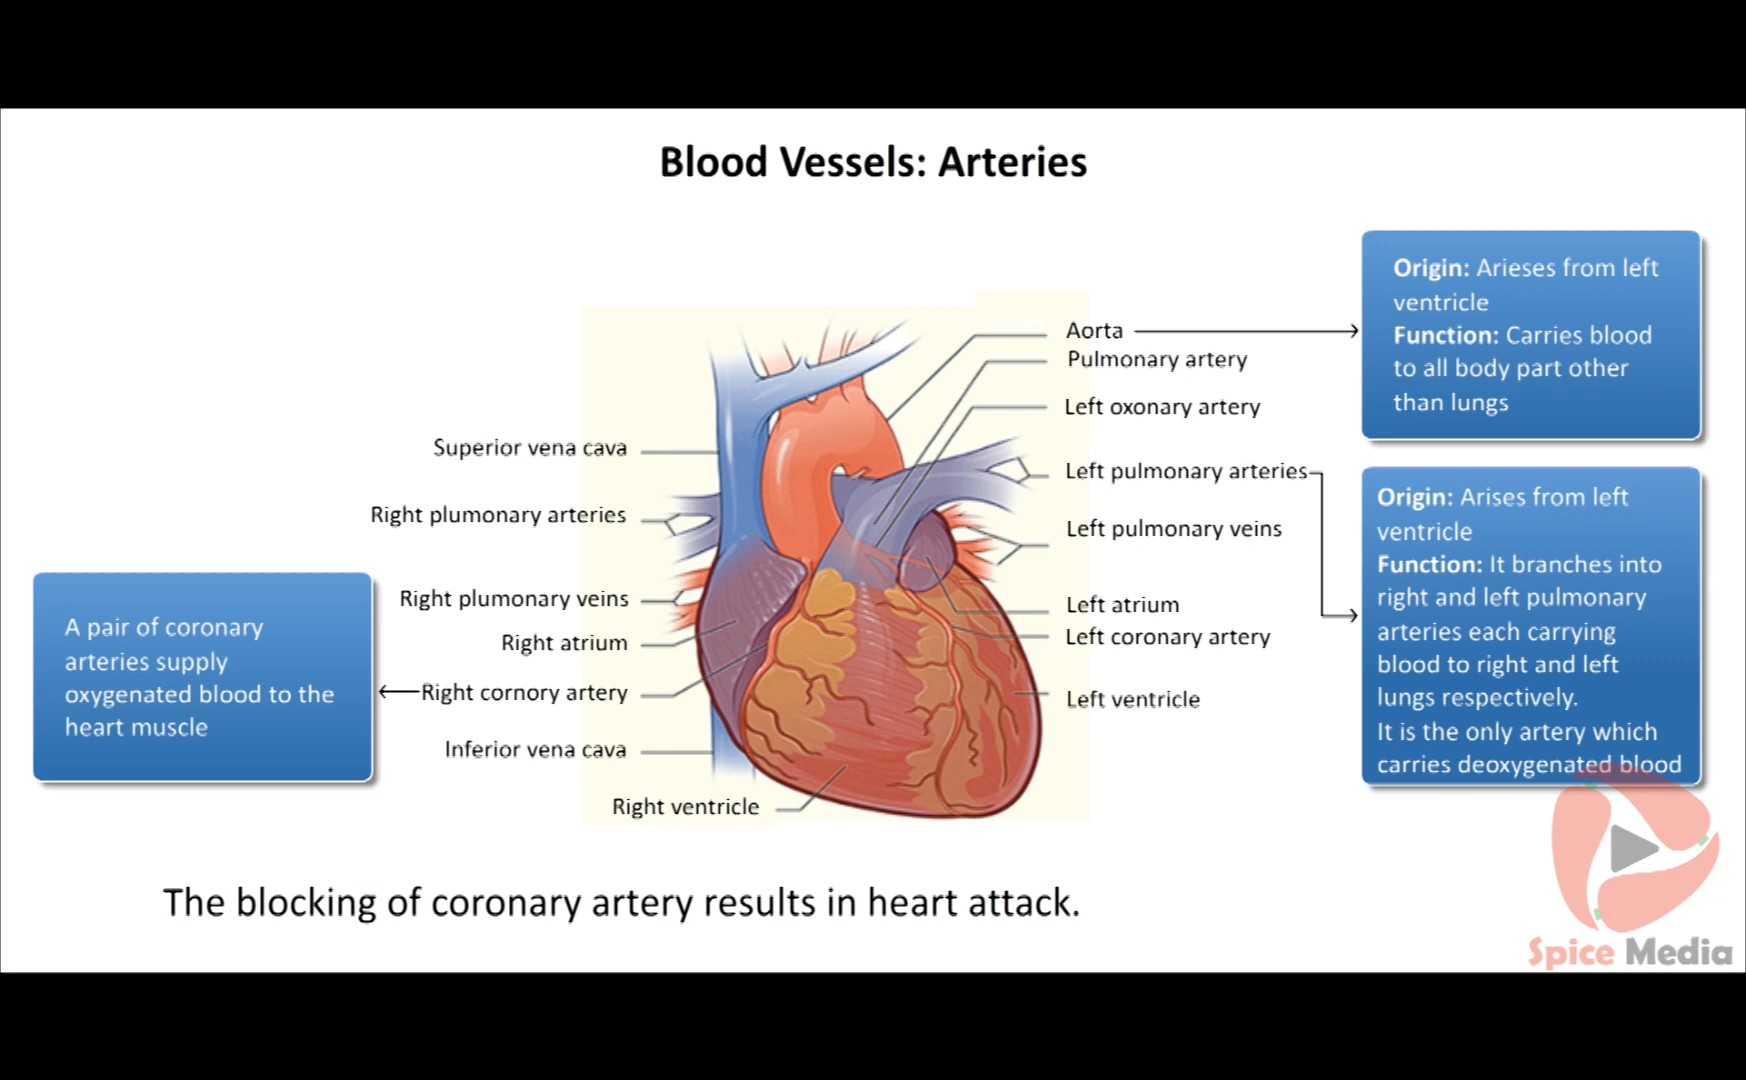 Blood Vessels: Arteries
Origin: Arieses from left
ventricle
Function: Carries blood
to all body part other
than lungs
Aorta
Pulmonary artery
Left oxonary artery
Left pulmonary arteries
Left pulmonary veins
Left atrium
Left coronary artery
Left ventricle
Superior vena cava
Right plumonary arteries
Right plumonary veins
Right atrium
Right cornory artery
Inferior vena cava
Right ventricle
A pair of coronary
arteries supply
oxygenated blood to the
heart muscle
Origin: Arises from left
ventricle
Function: It branches into
right and left pulmonary
arteries each carrying
blood to right and left
lungs respectively.
It is the only artery which
carries deoxygenated blood
The blocking of coronary artery results in heart attack.
Spice Media